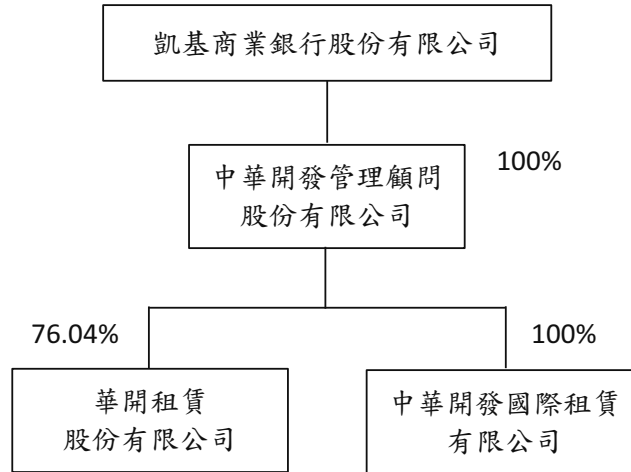 凱基商業銀行股份有限公司
中華開發管理顧問
股份有限公司
100%
76.04%
100%
華開租賃
股份有限公司
中華開發國際租賃
有限公司